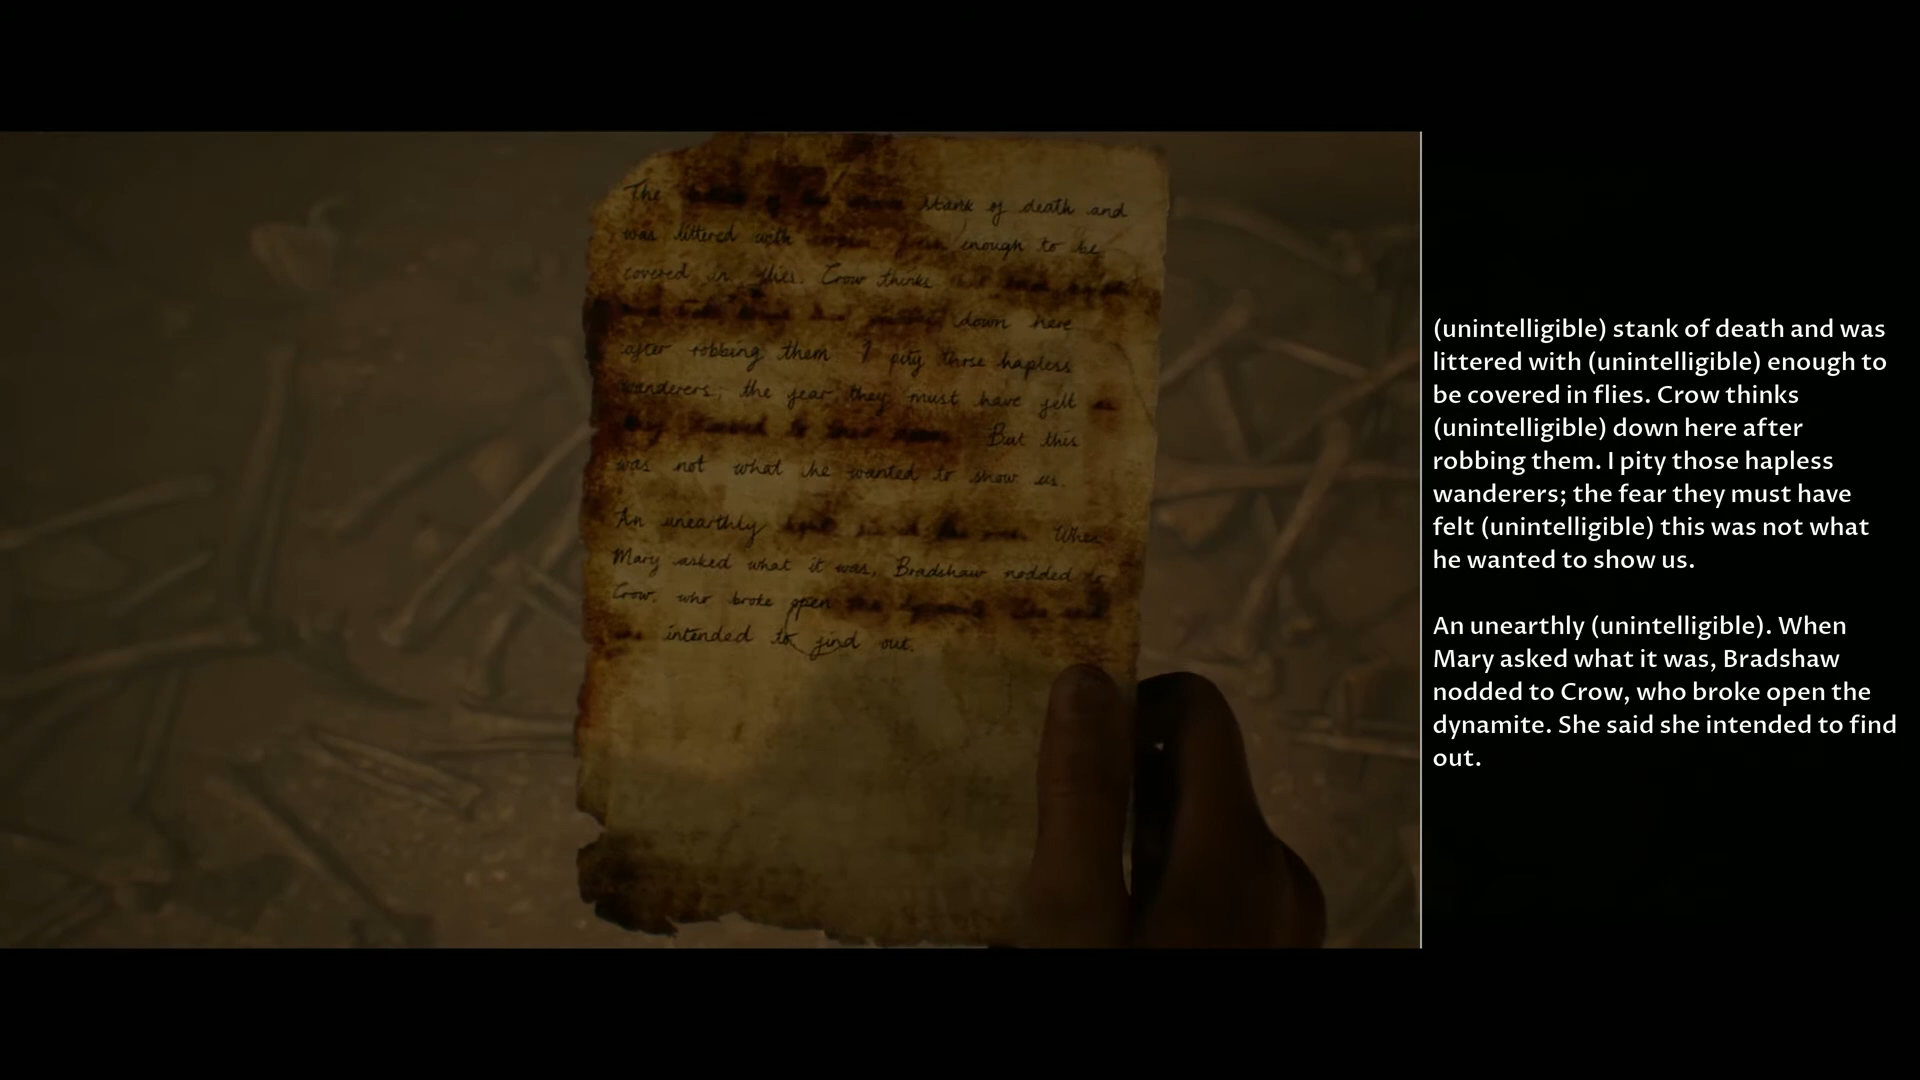 The stank of death and
was littered with enough to be
covered in flies. Crow thinks
down here
after robbing them I pity those hapless
wanderers; the fear they must have felt
But this
was not what he wanted to show us.
An unearthly When
Mary asked what it was, Bradshaw nodded to
Crow, who broke open
intended to find out.
(unintelligible) stank of death and was
littered with (unintelligible) enough to
be covered in flies. Crow thinks
(unintelligible) down here after
robbing them. I pity those hapless
wanderers; the fear they must have
felt (unintelligible) this was not what
he wanted to show us.
An unearthly (unintelligible). When
Mary asked what it was, Bradshaw
nodded to Crow, who broke open the
dynamite. She said she intended to find
out.